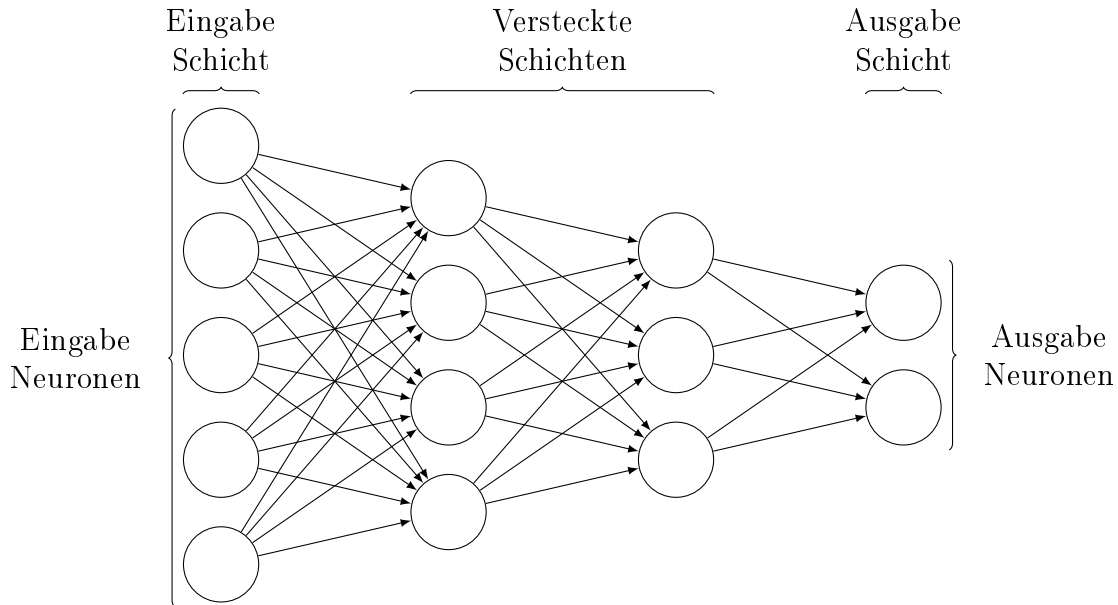 Eingabe
Schicht
Versteckte
Schichten
Ausgabe
Schicht
Eingabe
Neuronen
Ausgabe
Neuronen